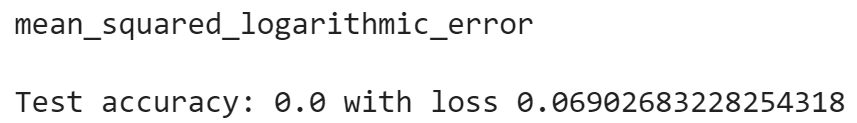 mean_squared_logarithmic_error
Test accuracy: 0.0 with loss 0.06902683228254318